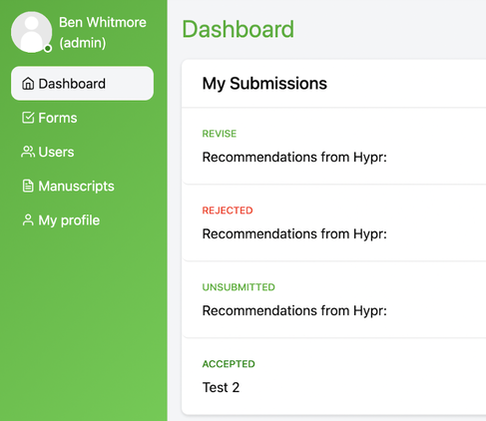 Ben Whitmore
(admin)
Dashboard
Forms
Users
Manuscripts
My profile
Dashboard
My Submissions
REVISE
Recommendations from Hypr:
REJECTED
Recommendations from Hypr:
UNSUBMITTED
Recommendations from Hypr:
ACCEPTED
Test 2